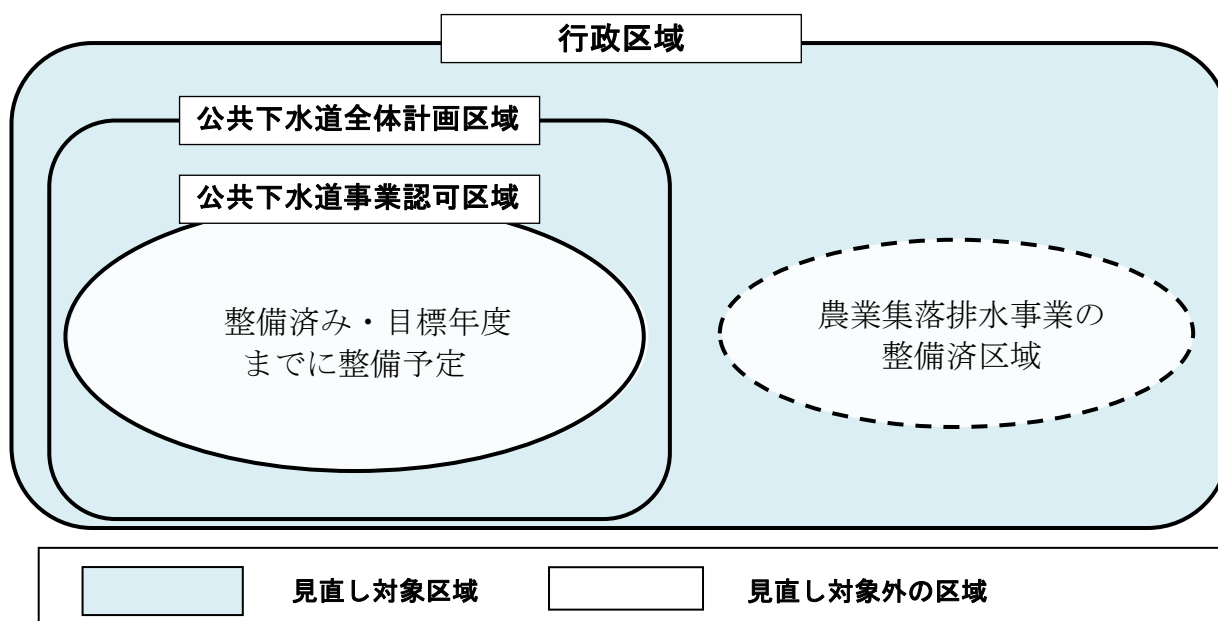 行政区域
公共下水道全体計画区域
公共下水道事業認可区域
整備済み・目標年度
までに整備予定
農業集落排水事業の
整備済区域
見直し対象区域
見直し対象外の区域